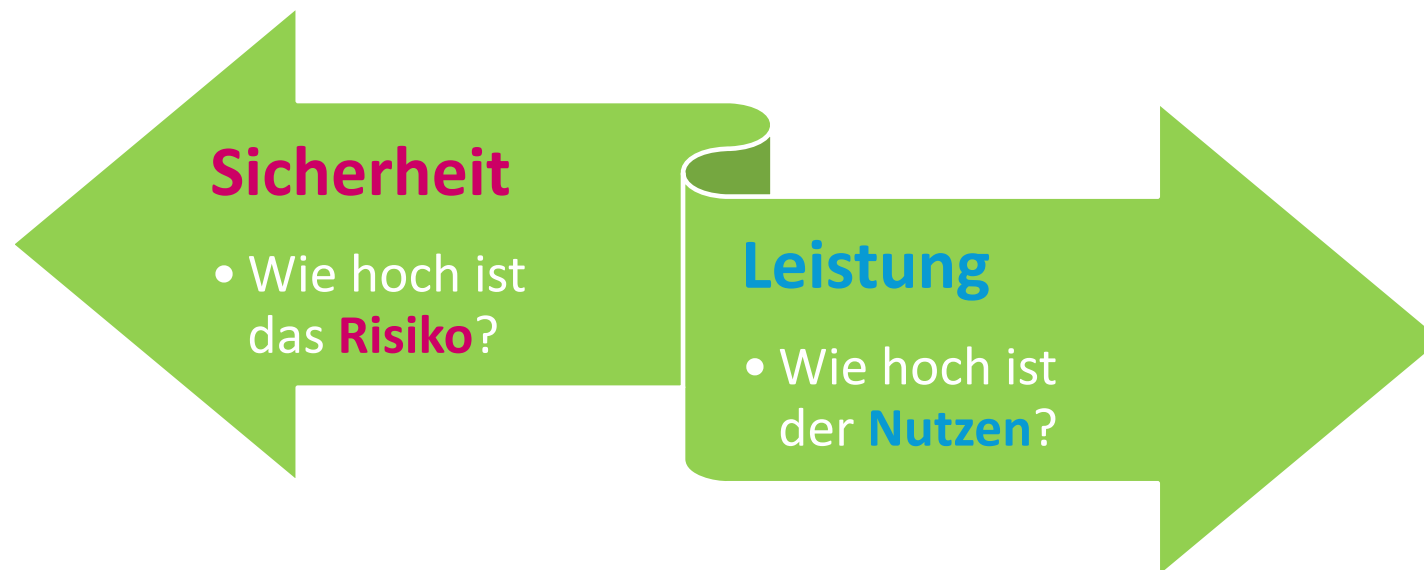 Sicherheit
• Wie hoch ist
das Risiko?
Leistung
• Wie hoch ist
der Nutzen?